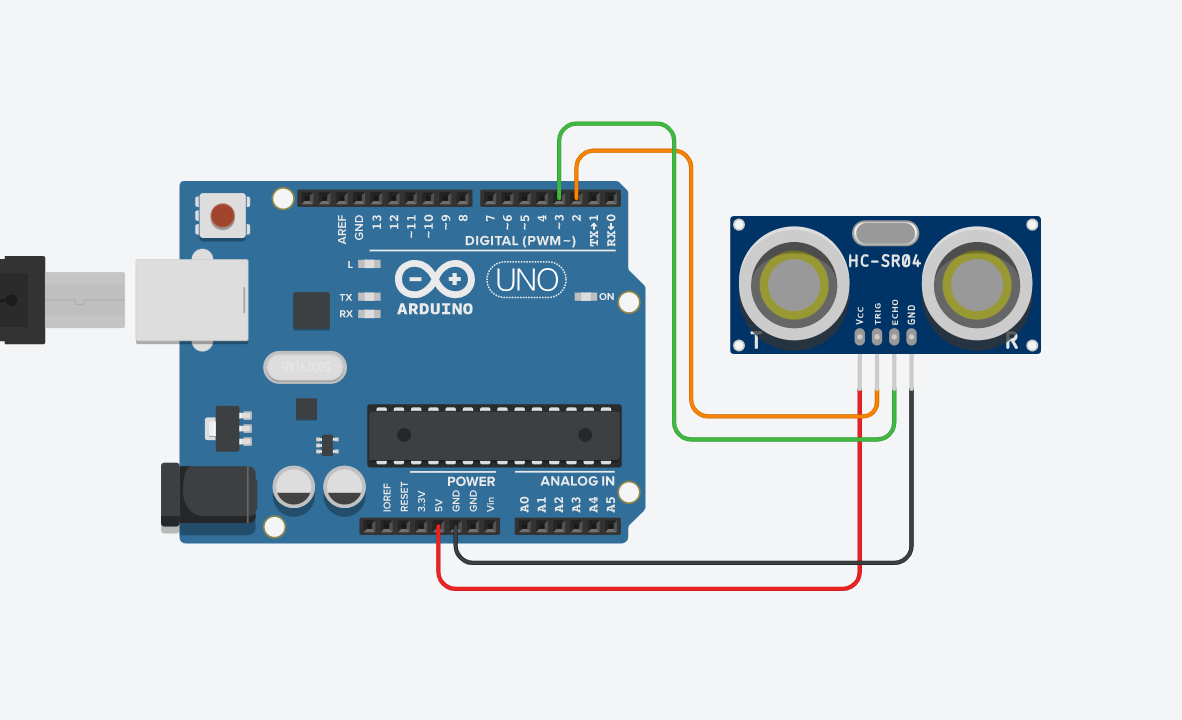 AREF
GND
13
12
~11
~10
~9
8
7
~6
~5
4
~3
2
TX→1
RX←0
DIGITAL (PWM~)
L
TX
RX
UNO
ARDUINO
ON
HC-SR04
VCC
TRIG
ECHO
GND
T
R
POWER
ANALOG IN
IOREF
RESET
3.3V
5V
GND
GND
Vin
A0
A1
A2
A3
A4
A5